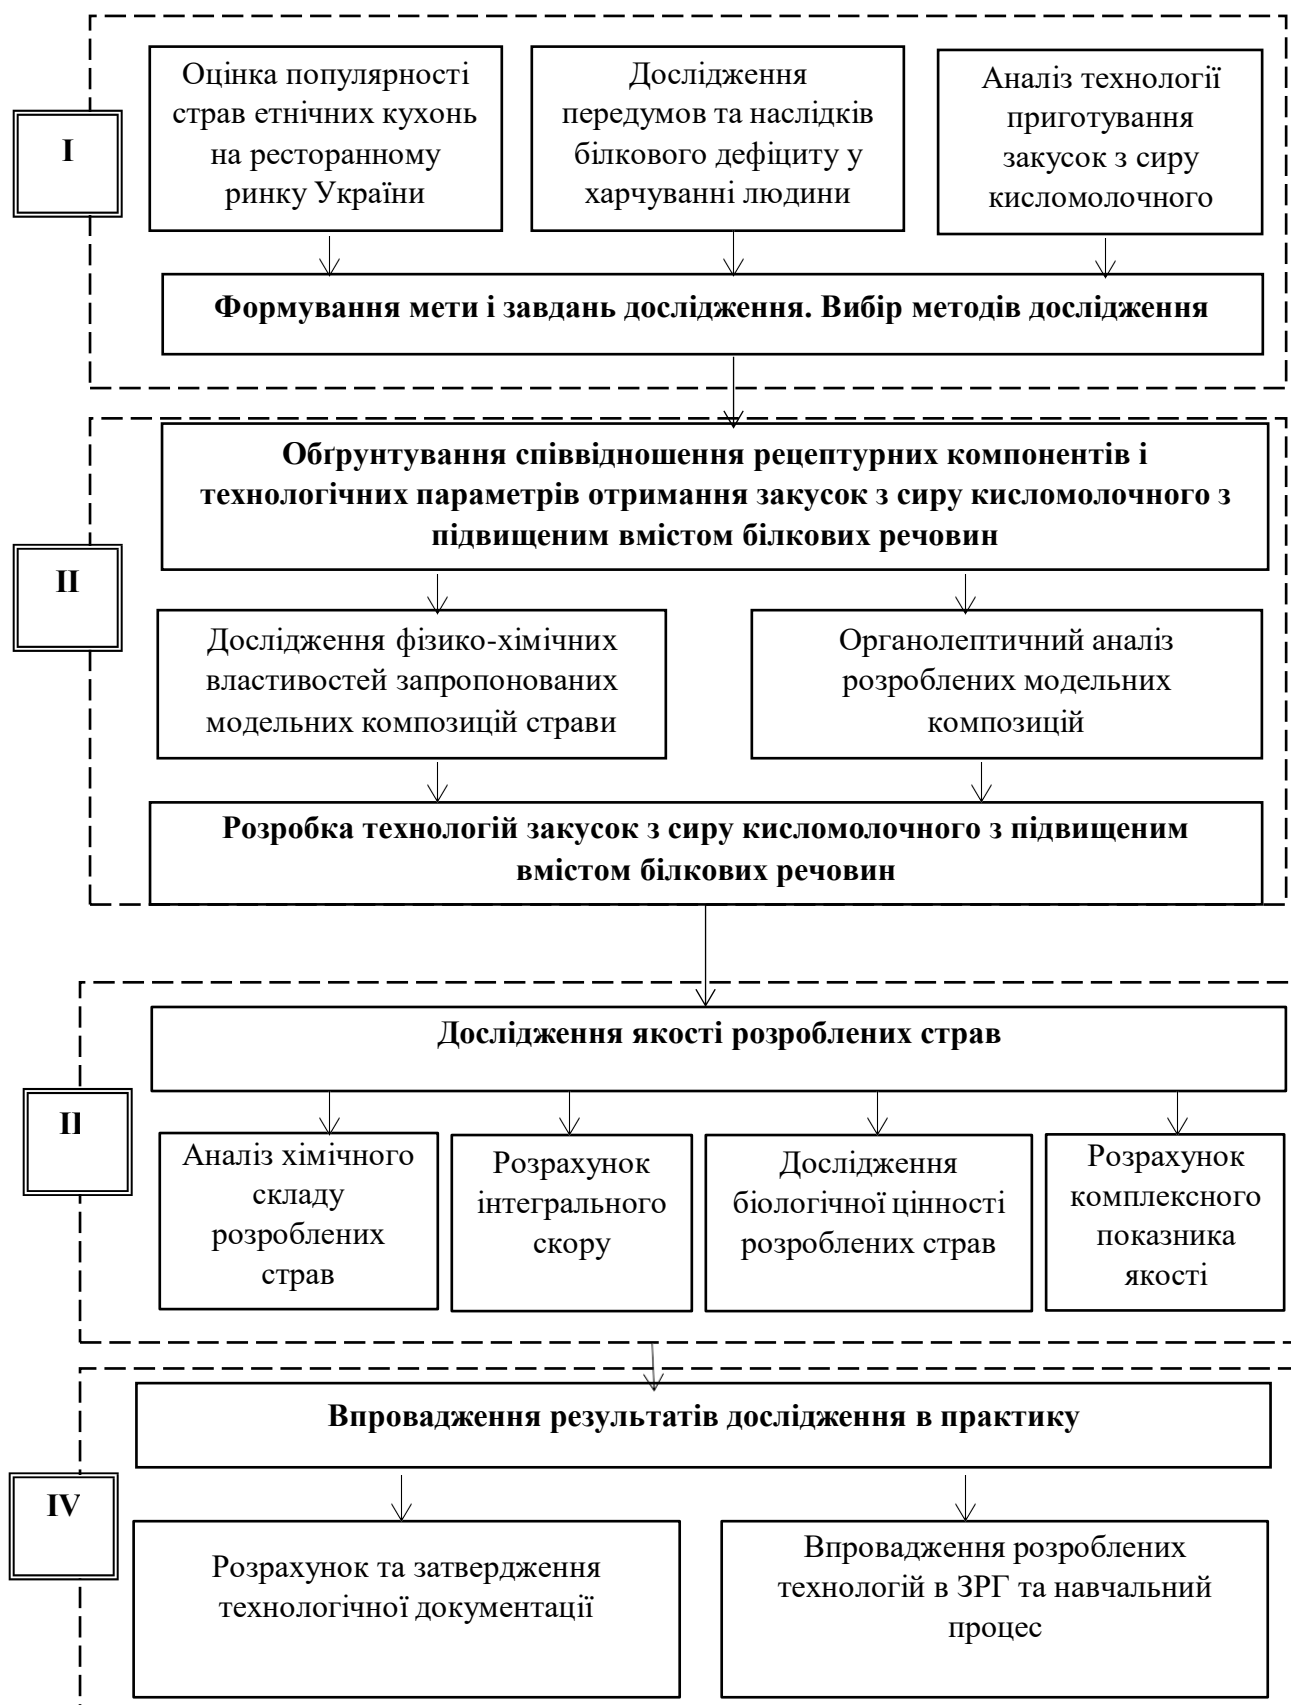 I
Оцінка популярності
страв етнічних кухонь
на ресторанному
ринку України
Дослідження
передумов та наслідків
білкового дефіциту у
харчуванні людини
Аналіз технології
приготування
закусок з сиру
кисломолочного
Формування мети і завдань дослідження. Вибір методів дослідження
II
Обґрунтування співвідношення рецептурних компонентів і
технологічних параметрів отримання закусок з сиру кисломолочного з
підвищеним вмістом білкових речовин
Дослідження фізико-хімічних
властивостей запропонованих
модельних композицій страви
Органолептичний аналіз
розроблених модельних
композицій
Розробка технологій закусок з сиру кисломолочного з підвищеним
вмістом білкових речовин
II
Дослідження якості розроблених страв
Аналіз хімічного
складу
розроблених
страв
Розрахунок
інтегрального
скору
Дослідження
біологічної цінності
розроблених страв
Розрахунок
комплексного
показника
якості
IV
Впровадження результатів дослідження в практику
Розрахунок та затвердження
технологічної документації
Впровадження розроблених
технологій в ЗРГ та навчальний
процес